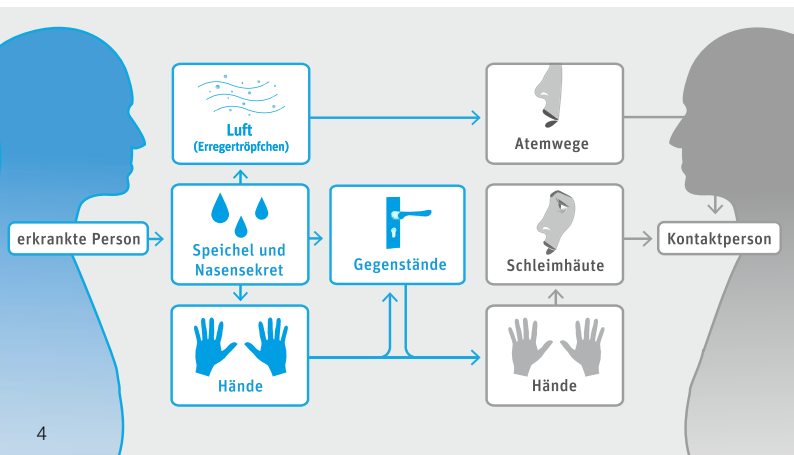 Luft
(Erregertröpfchen)
Atemwege
erkrankte Person
Speichel und
Nasensekret
Gegenstände
Schleimhäute
Kontaktperson
Hände
Hände
4